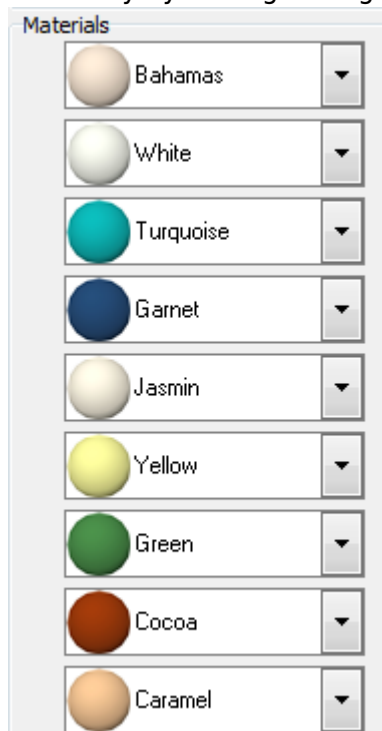 Materials
Bahamas
White
Turquoise
Garnet
Jasmin
Yellow
Green
Cocoa
Caramel